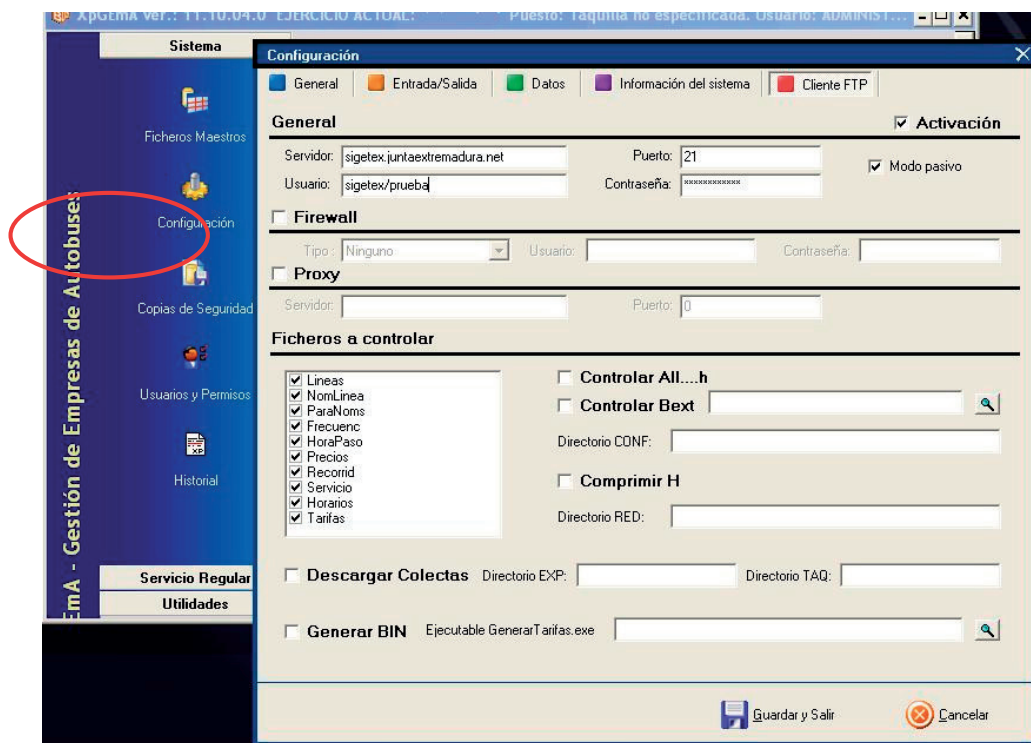 XpGEmA Ver.: 11.10.04.0 EJERCICIO ACTUAL: Puesto: Taquilla no especificada. Usuario: ADMINIST...
EmA - Gestión de Empresas de Autobuses
Sistema
Ficheros Maestros
Configuración
Copias de Seguridad
Usuarios y Permisos
Historial
Servicio Regular
Utilidades
Configuración
General Entrada/Salida Datos Información del sistema Cliente FTP
General Activación
Servidor: sigetex.juntaextremadura.net Puerto: 21 Modo pasivo
Usuario: sigetex/prueba Contraseña: ************
Firewall
Tipo: Ninguno Usuario: Contraseña:
Proxy
Servidor: Puerto: 0
Ficheros a controlar
Lineas
NomLinea
ParaNoms
Frecuenc
HoraPaso
Precios
Recorrid
Servicio
Horarios
Tarifas
Controlar All....h
Controlar Bext
Directorio CONF:
Comprimir H
Directorio RED:
Descargar Colectas Directorio EXP: Directorio TAQ:
Generar BIN Ejecutable GenerarTarifas.exe
Guardar y Salir Cancelar